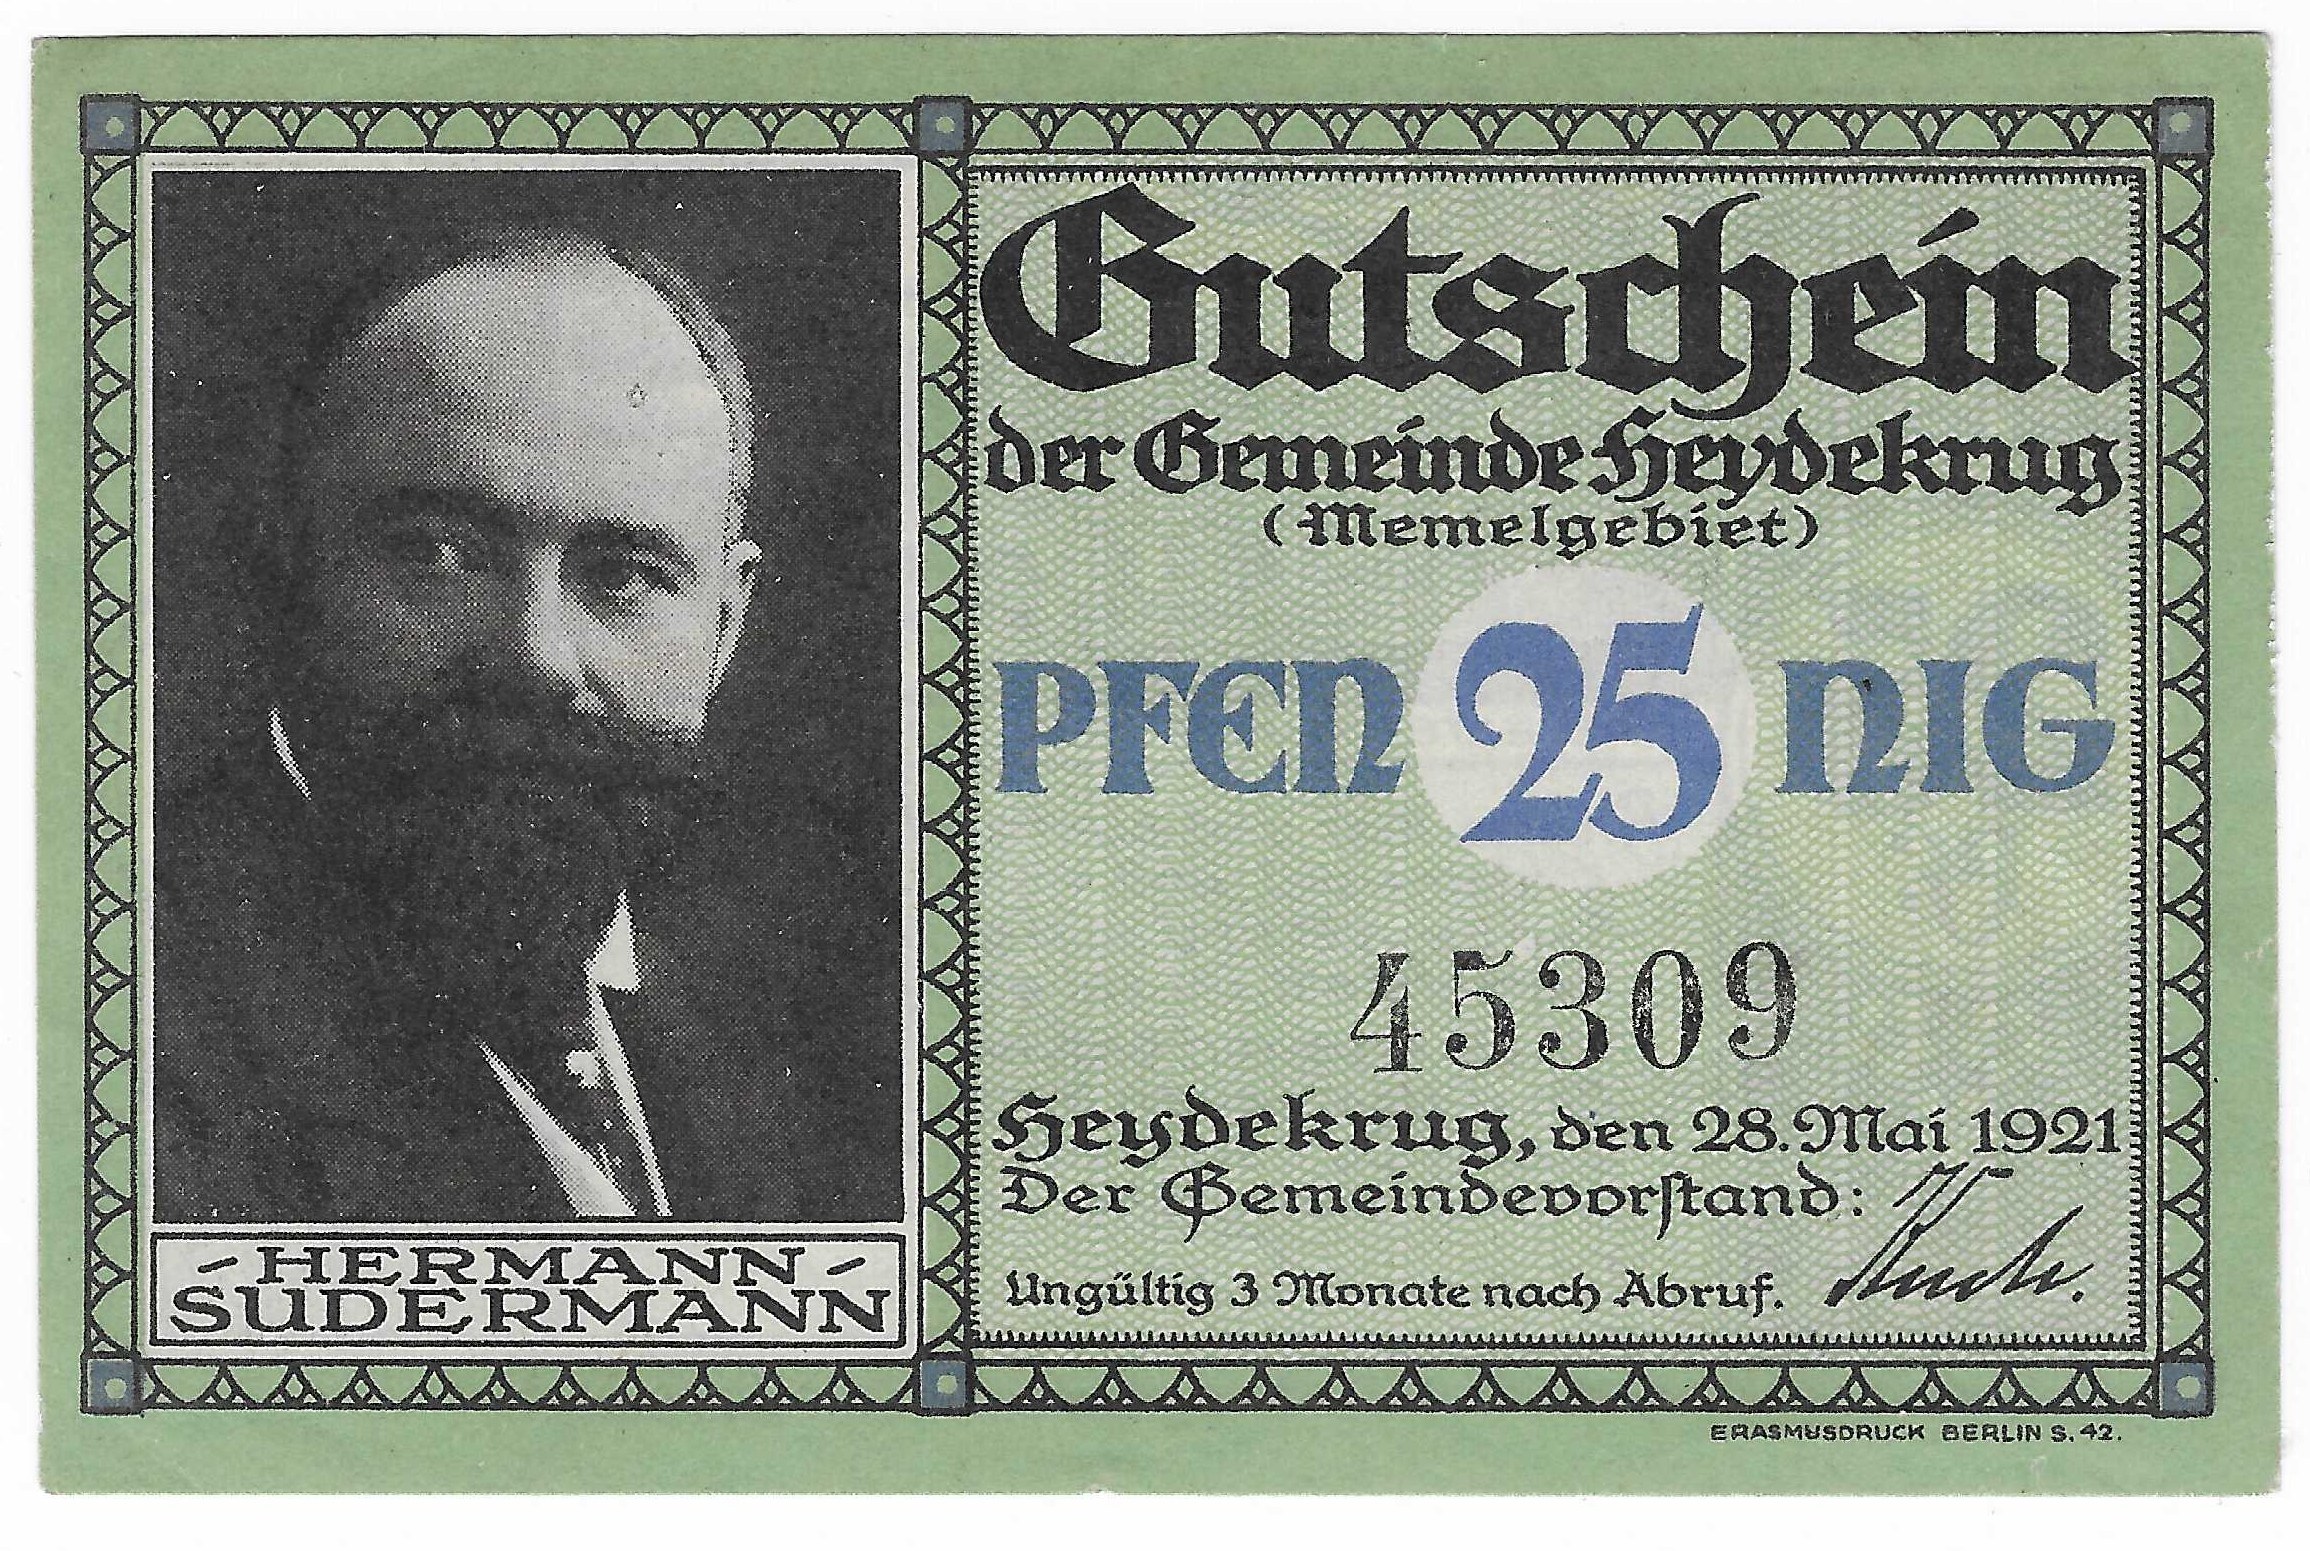 Gutschein
der Gemeinde Heydekrug
(Memelgebiet)
PFEN 25 NIG
45309
Heydekrug, den 28. Mai 1921
Der Gemeindevorſtand:
Ungültig 3 Monate nach Abruf.
- HERMANN -
SUDERMANN
ERASMUSDRUCK BERLIN S. 42.